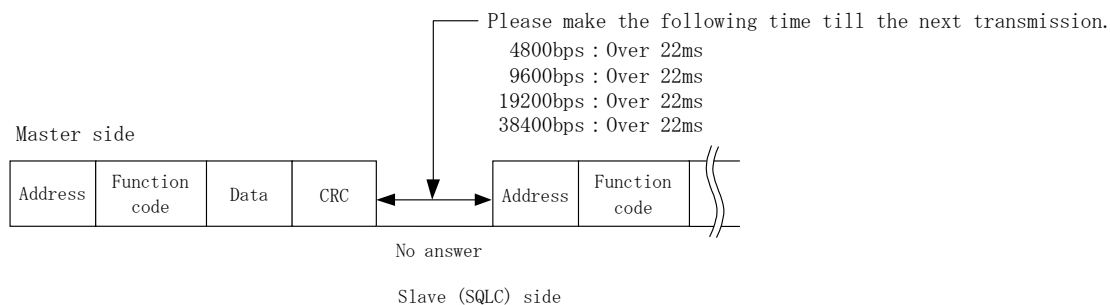 Please make the following time till the next transmission.
4800bps : Over 22ms
9600bps : Over 22ms
19200bps : Over 22ms
38400bps : Over 22ms
Master side
Address
Function
code
Data
CRC
Address
Function
code
No answer
Slave (SQLC) side